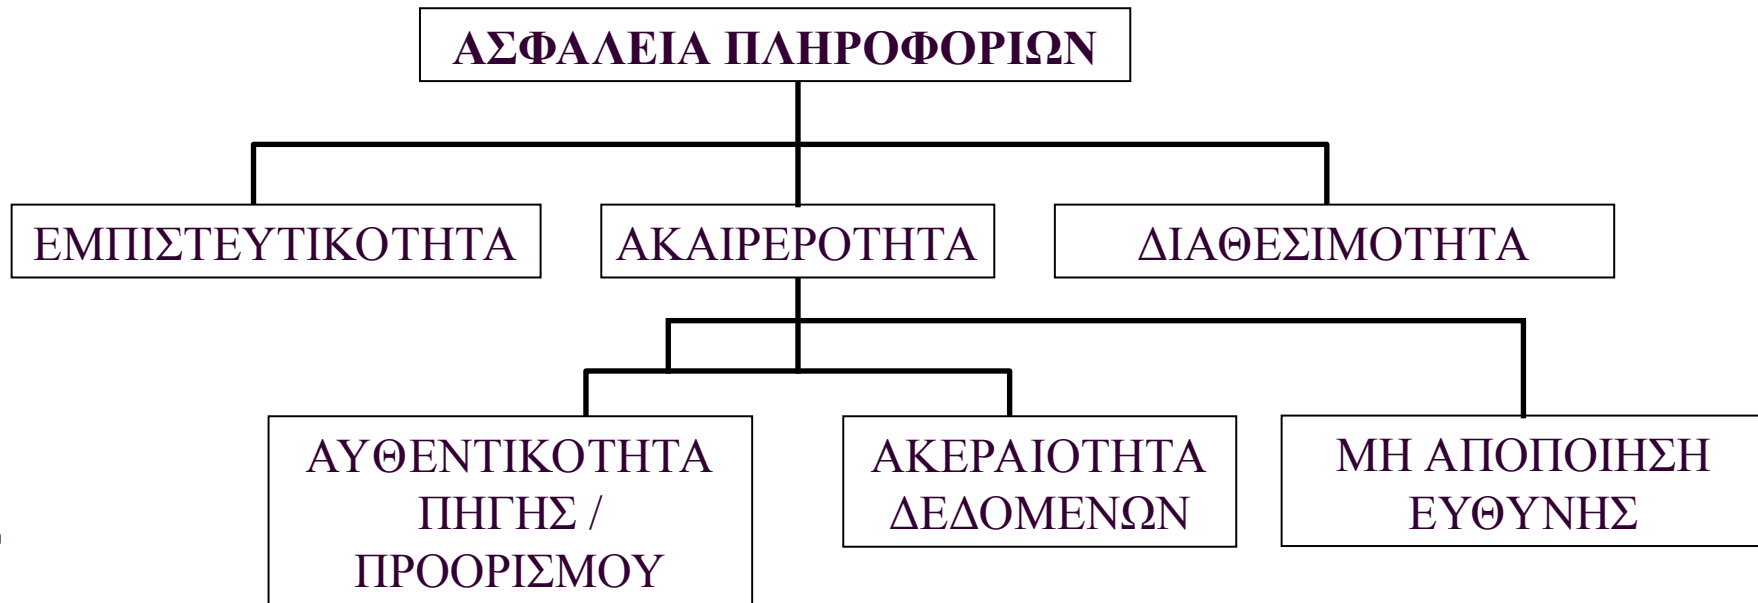 ΑΣΦΑΛΕΙΑ ΠΛΗΡΟΦΟΡΙΩΝ
ΕΜΠΙΣΤΕΥΤΙΚΟΤΗΤΑ
ΑΚΑΙΡΕΡΟΤΗΤΑ
ΔΙΑΘΕΣΙΜΟΤΗΤΑ
ΑΥΘΕΝΤΙΚΟΤΗΤΑ
ΠΗΓΗΣ /
ΠΡΟΟΡΙΣΜΟΥ
ΑΚΕΡΑΙΟΤΗΤΑ
ΔΕΔΟΜΕΝΩΝ
ΜΗ ΑΠΟΠΟΙΗΣΗ
ΕΥΘΥΝΗΣ